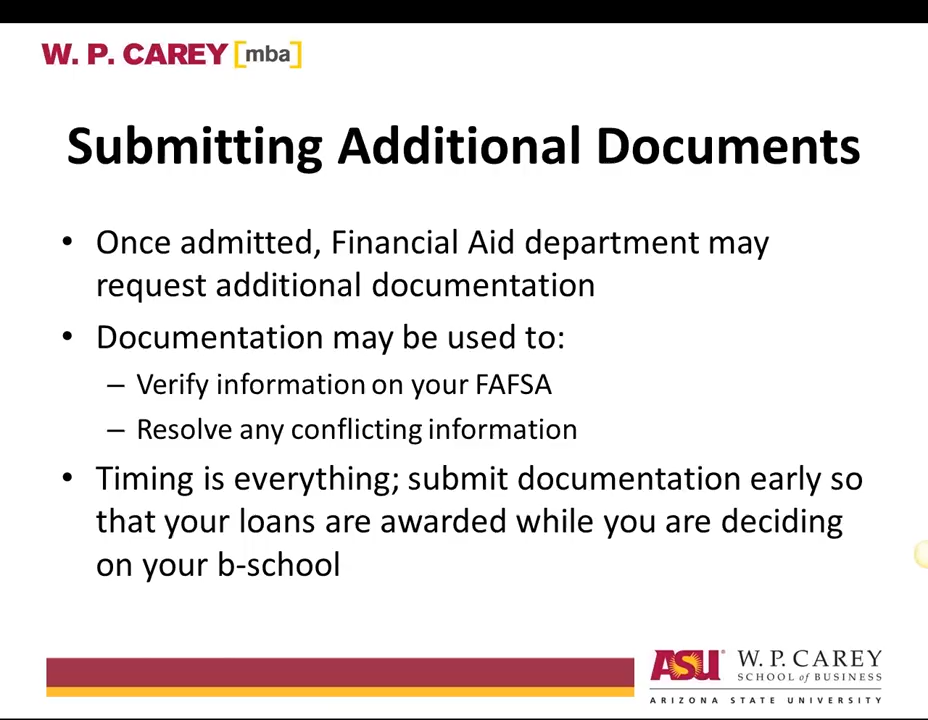 W. P. CAREY [mba]
Submitting Additional Documents
• Once admitted, Financial Aid department may
request additional documentation
• Documentation may be used to:
– Verify information on your FAFSA
– Resolve any conflicting information
• Timing is everything; submit documentation early so
that your loans are awarded while you are deciding
on your b-school
ASU W. P. CAREY
SCHOOL of BUSINESS
ARIZONA STATE UNIVERSITY